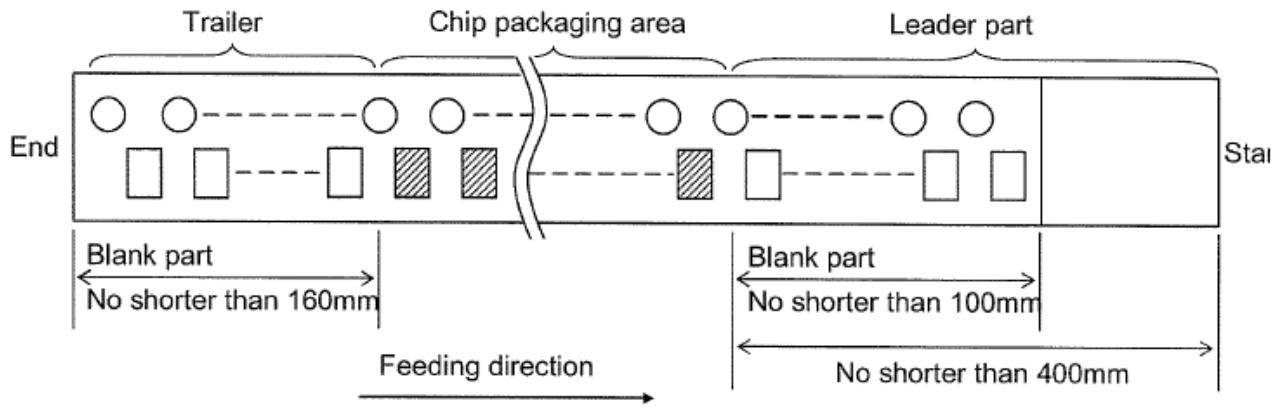 Trailer
Chip packaging area
Leader part
End
Star
Blank part
No shorter than 160mm
Blank part
No shorter than 100mm
Feeding direction
No shorter than 400mm